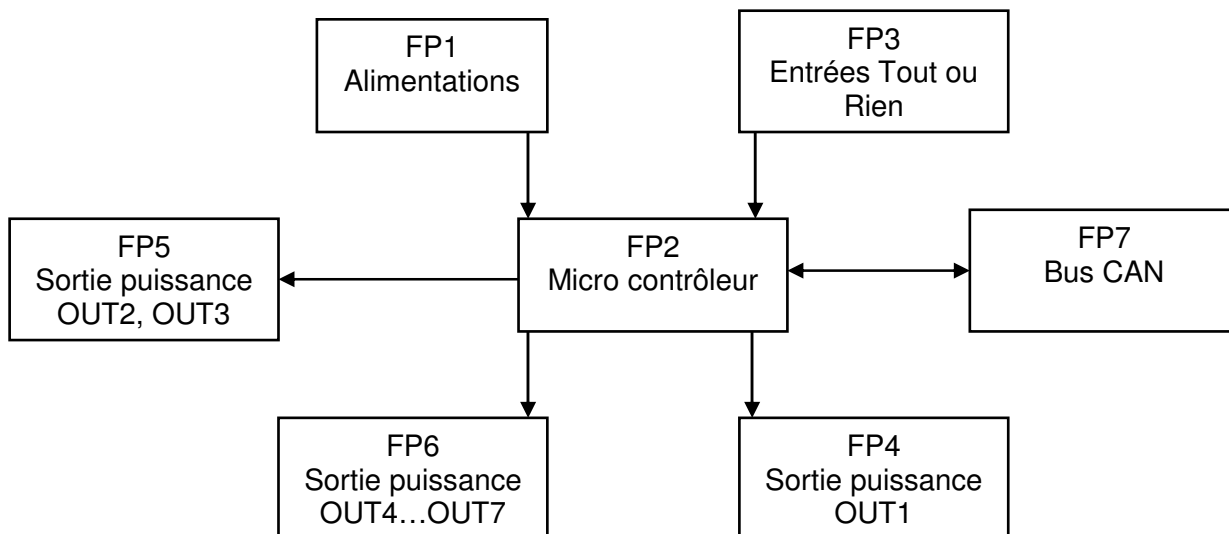 FP1
Alimentations
FP3
Entrées Tout ou
Rien
FP5
Sortie puissance
OUT2, OUT3
FP2
Micro contrôleur
FP7
Bus CAN
FP6
Sortie puissance
OUT4…OUT7
FP4
Sortie puissance
OUT1